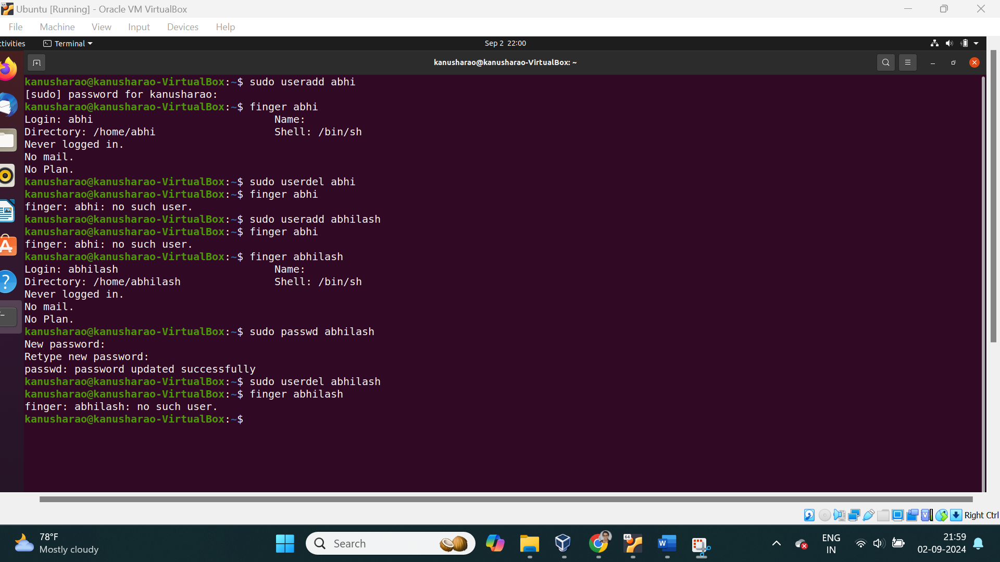 Ubuntu [Running] - Oracle VM VirtualBox
File Machine View Input Devices Help
ctivities Terminal Sep 2 22:00
kanusharao@kanusharao-VirtualBox: ~
kanusharao@kanusharao-VirtualBox:~$ sudo useradd abhi
[sudo] password for kanusharao:
kanusharao@kanusharao-VirtualBox:~$ finger abhi
Login: abhi Name:
Directory: /home/abhi Shell: /bin/sh
Never logged in.
No mail.
No Plan.
kanusharao@kanusharao-VirtualBox:~$ sudo userdel abhi
kanusharao@kanusharao-VirtualBox:~$ finger abhi
finger: abhi: no such user.
kanusharao@kanusharao-VirtualBox:~$ sudo useradd abhilash
kanusharao@kanusharao-VirtualBox:~$ finger abhi
finger: abhi: no such user.
kanusharao@kanusharao-VirtualBox:~$ finger abhilash
Login: abhilash Name:
Directory: /home/abhilash Shell: /bin/sh
Never logged in.
No mail.
No Plan.
kanusharao@kanusharao-VirtualBox:~$ sudo passwd abhilash
New password:
Retype new password:
passwd: password updated successfully
kanusharao@kanusharao-VirtualBox:~$ sudo userdel abhilash
kanusharao@kanusharao-VirtualBox:~$ finger abhilash
finger: abhilash: no such user.
kanusharao@kanusharao-VirtualBox:~$
Right Ctrl
78°F
Mostly cloudy
Search
64
ENG
IN
21:59
02-09-2024